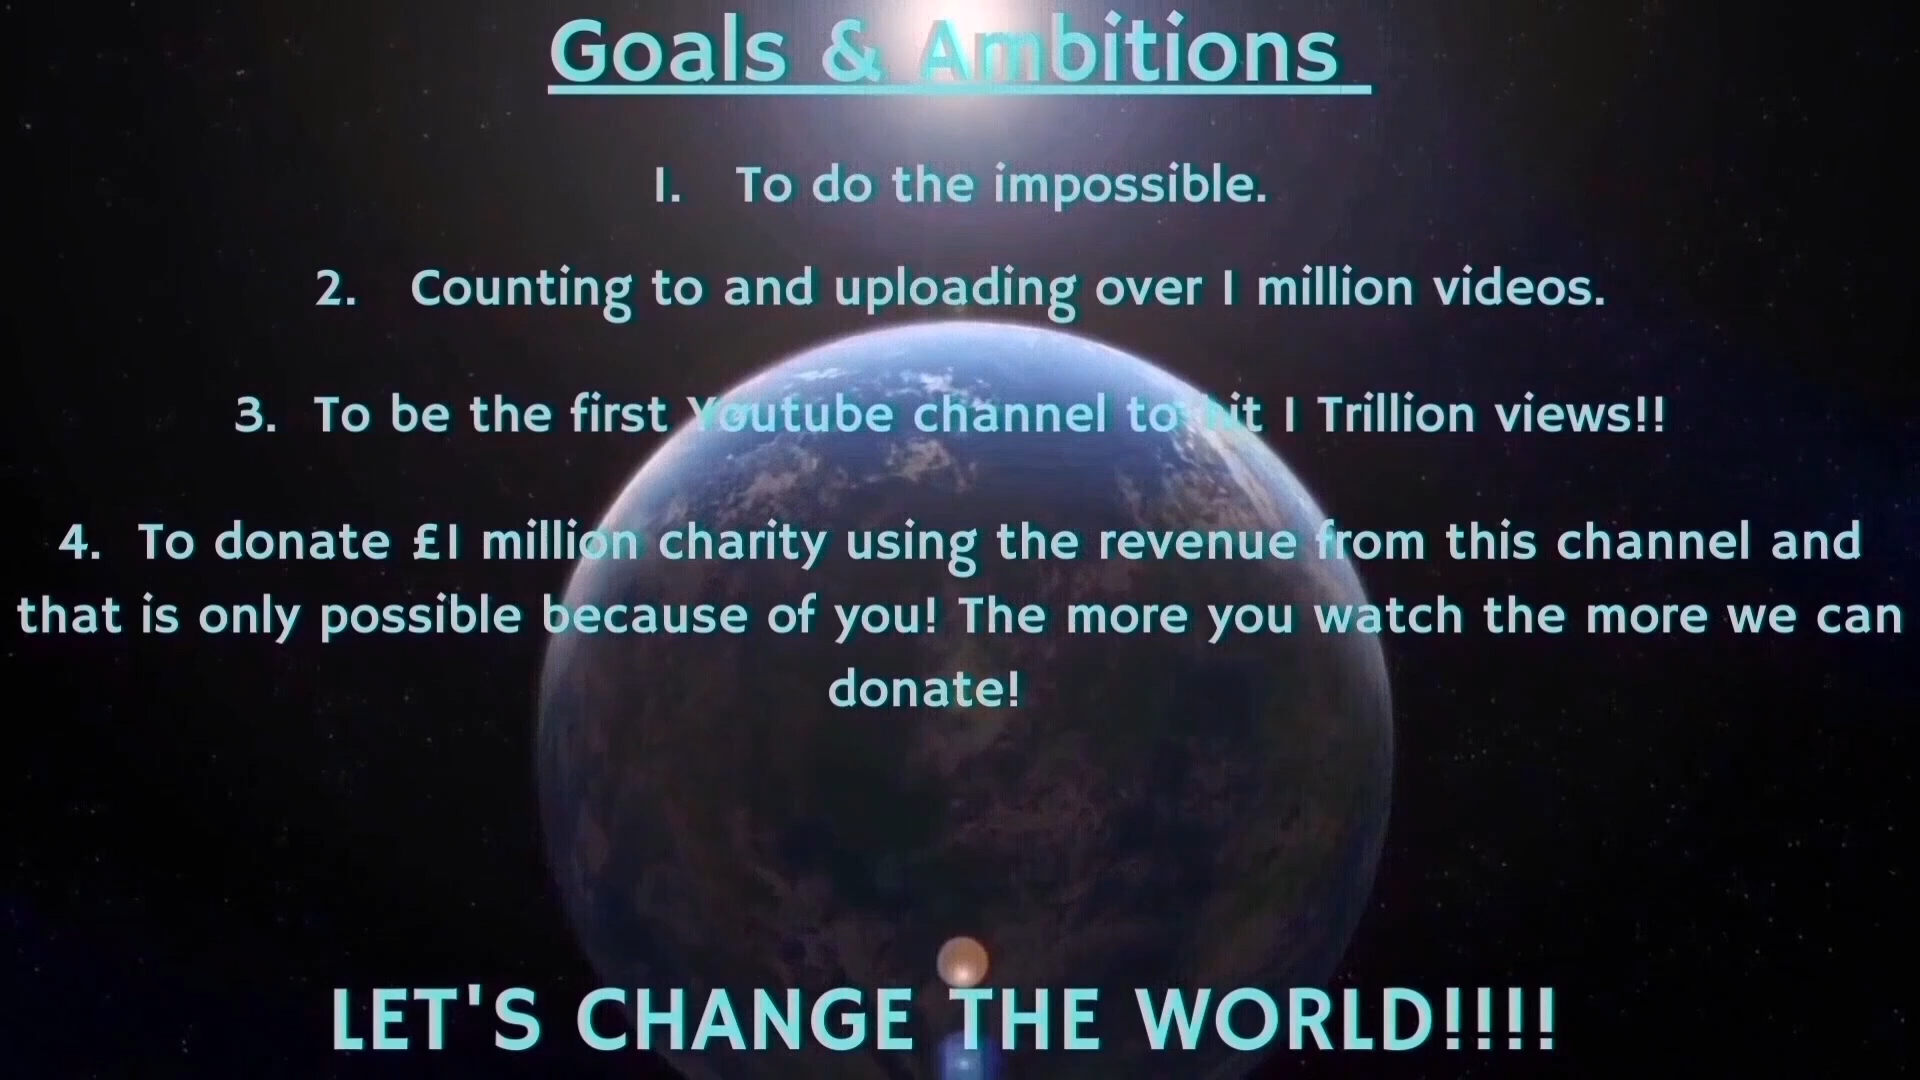 Goals & Ambitions
1. To do the impossible.
2. Counting to and uploading over 1 million videos.
3. To be the first Youtube channel to hit 1 Trillion views!!
4. To donate £1 million charity using the revenue from this channel and
that is only possible because of you! The more you watch the more we can
donate!
LET'S CHANGE THE WORLD!!!!